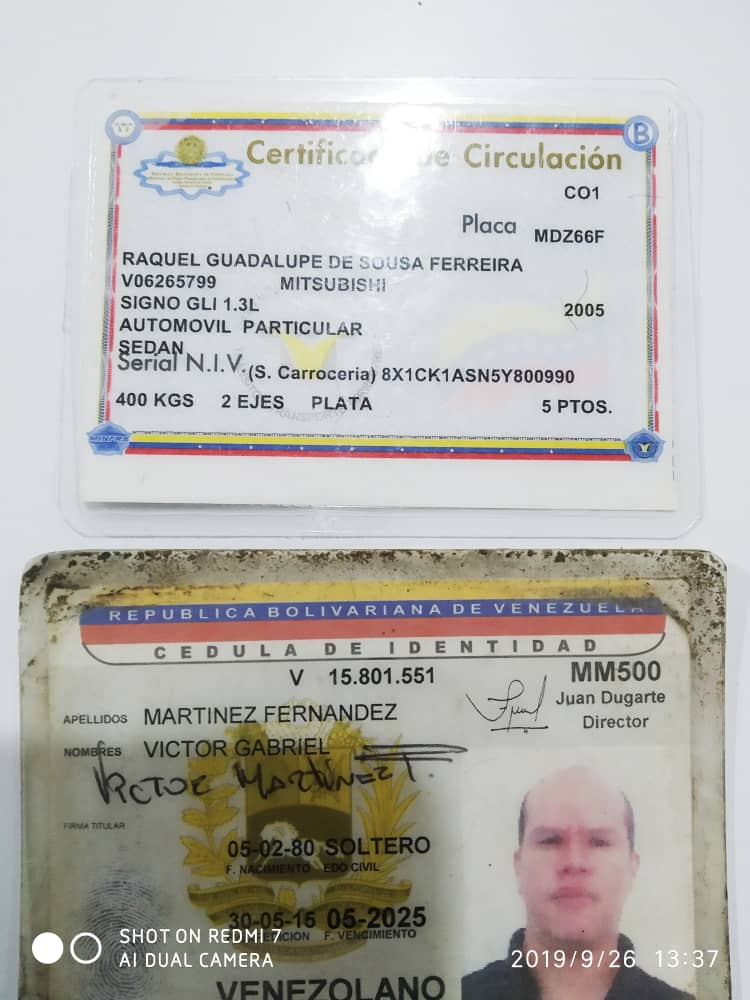 B
Certificado de Circulación
CO1
Placa MDZ66F
RAQUEL GUADALUPE DE SOUSA FERREIRA
V06265799 MITSUBISHI
SIGNO GLI 1.3L 2005
AUTOMOVIL PARTICULAR
SEDAN
Serial N.I.V. (S. Carroceria) 8X1CK1ASN5Y800990
400 KGS 2 EJES PLATA 5 PTOS.
REPUBLICA BOLIVARIANA DE VENEZUELA
CEDULA DE IDENTIDAD
V 15.801.551 MM500
Juan Dugarte
Director
APELLIDOS MARTINEZ FERNANDEZ
NOMBRES VICTOR GABRIEL
VICTOR MARTINEZ
FIRMA TITULAR
05-02-80 SOLTERO
F. NACIMIENTO EDO CIVIL
30-05-15 05-2025
F. VENCIMIENTO
VENEZOLANO
SHOT ON REDMI 7
AI DUAL CAMERA
2019/9/26 13:37